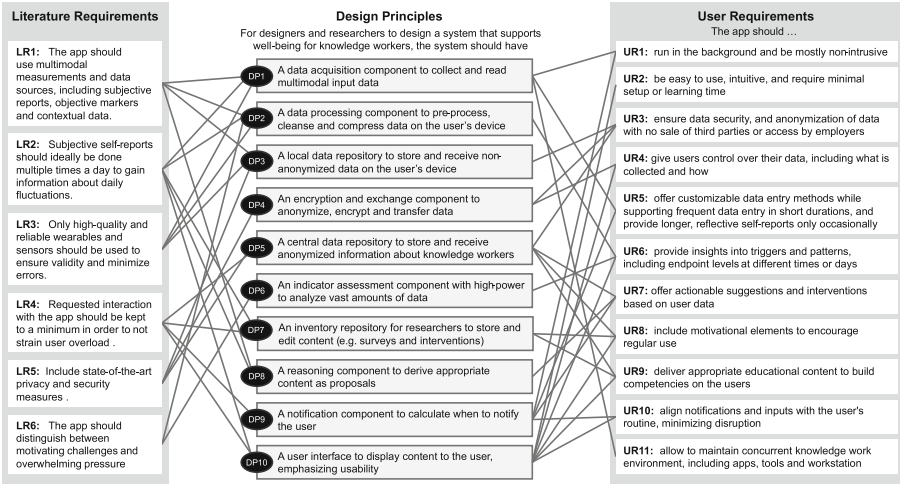 Literature Requirements
LR1: The app should
use multimodal
measurements and data
sources, including subjective
reports, objective markers
and contextual data.
LR2: Subjective self-reports
should ideally be done
multiple times a day to gain
information about daily
fluctuations.
LR3: Only high-quality and
reliable wearables and
sensors should be used to
ensure validity and minimize
errors.
LR4: Requested interaction
with the app should be kept
to a minimum in order to not
strain user overload .
LR5: Include state-of-the-art
privacy and security
measures .
LR6: The app should
distinguish between
motivating challenges and
overwhelming pressure
Design Principles
For designers and researchers to design a system that supports
well-being for knowledge workers, the system should have
DP1 A data acquisition component to collect and read
multimodal input data
DP2 A data processing component to pre-process,
cleanse and compress data on the user's device
DP3 A local data repository to store and receive non-
anonymized data on the user's device
DP4 An encryption and exchange component to
anonymize, encrypt and transfer data
DP5 A central data repository to store and receive
anonymized information about knowledge workers
DP6 An indicator assessment component with high-power
to analyze vast amounts of data
DP7 An inventory repository for researchers to store and
edit content (e.g. surveys and interventions)
DP8 A reasoning component to derive appropriate
content as proposals
DP9 A notification component to calculate when to notify
the user
DP10 A user interface to display content to the user,
emphasizing usability
User Requirements
The app should …
UR1: run in the background and be mostly non-intrusive
UR2: be easy to use, intuitive, and require minimal
setup or learning time
UR3: ensure data security, and anonymization of data
with no sale of third parties or access by employers
UR4: give users control over their data, including what is
collected and how
UR5: offer customizable data entry methods while
supporting frequent data entry in short durations, and
provide longer, reflective self-reports only occasionally
UR6: provide insights into triggers and patterns,
including endpoint levels at different times or days
UR7: offer actionable suggestions and interventions
based on user data
UR8: include motivational elements to encourage
regular use
UR9: deliver appropriate educational content to build
competencies on the users
UR10: align notifications and inputs with the user's
routine, minimizing disruption
UR11: allow to maintain concurrent knowledge work
environment, including apps, tools and workstation